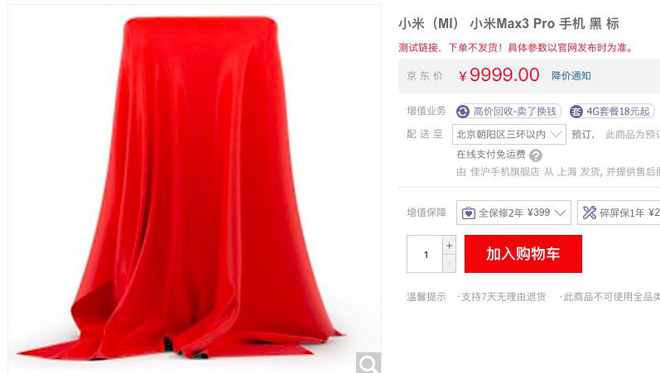 小米（MI） 小米Max3 Pro 手机 黑 标
测试链接，下单不发货！具体参数以官网发布时为准。
京东价 ￥9999.00 降价通知
增值业务 高价回收-卖了换钱 4G套餐18元起
配送至 北京朝阳区三环以内 预订， 此商品为预订
在线支付免运费 ?
由 佳沪手机旗舰店 从 上海 发货, 并提供售后
增值保障 全保修2年 ¥399 碎屏保1年 ¥2
1 + -
加入购物车
温馨提示 ·支持7天无理由退货 ·此商品不可使用全品类